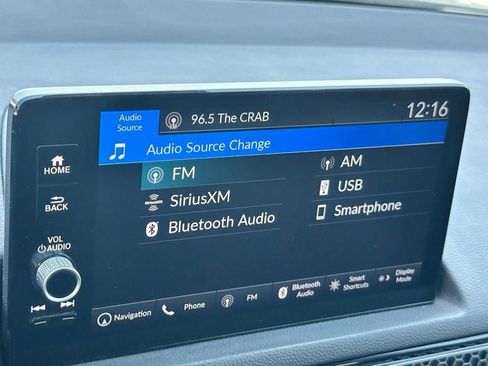 Audio Source
96.5 The CRAB
12:16
Audio Source Change
FM
AM
SiriusXM
USB
Bluetooth Audio
Smartphone
HOME
BACK
VOL
AUDIO
Navigation
Phone
FM
Bluetooth Audio
Smart Shortcuts
Display Mode